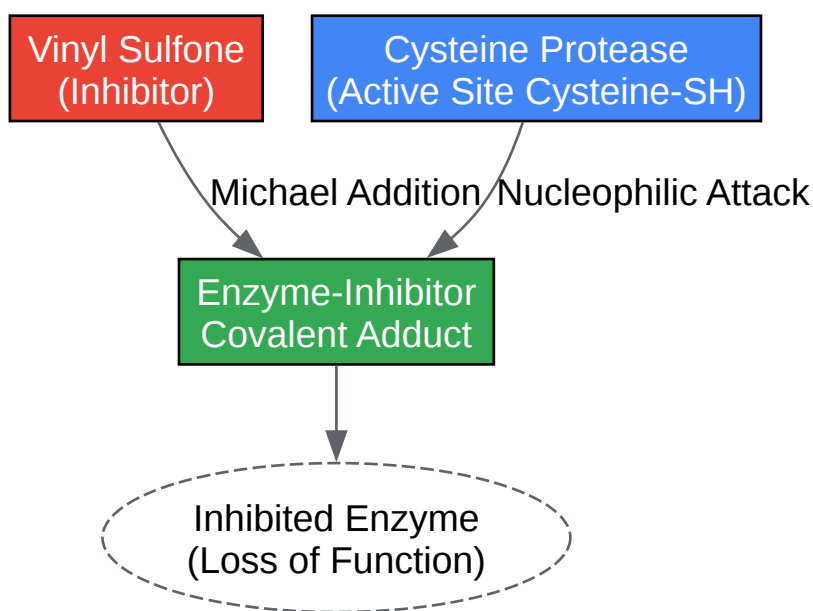 Vinyl Sulfone
(Inhibitor)
Cysteine Protease
(Active Site Cysteine-SH)
Michael Addition
Nucleophilic Attack
Enzyme-Inhibitor
Covalent Adduct
Inhibited Enzyme
(Loss of Function)